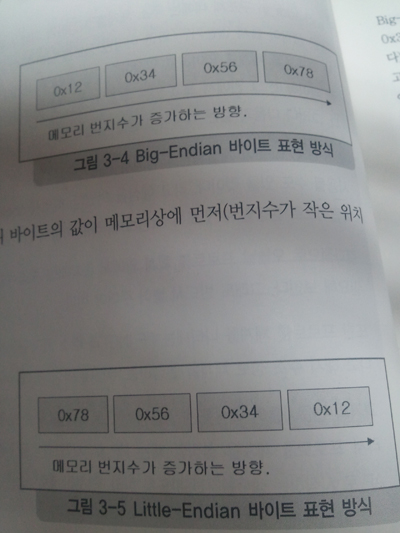 Big-
0x3
다
고
0x12 0x34 0x56 0x78
메모리 번지수가 증가하는 방향.
그림 3-4 Big-Endian 바이트 표현 방식
바이트의 값이 메모리상에 먼저(번지수가 작은 위치
0x78 0x56 0x34 0x12
메모리 번지수가 증가하는 방향.
그림 3-5 Little-Endian 바이트 표현 방식